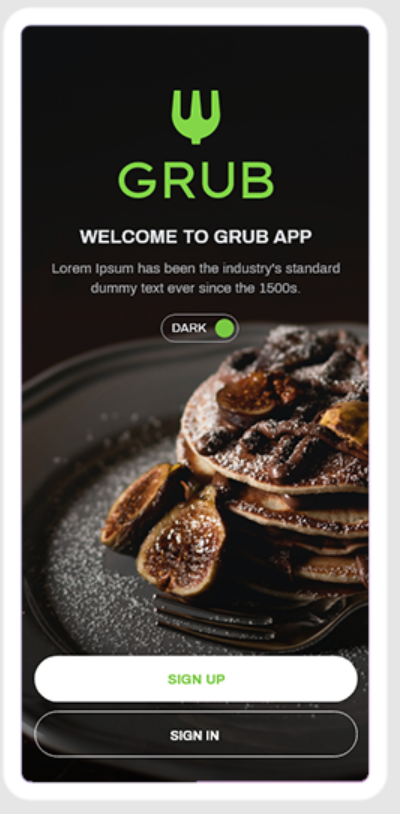 GRUB
WELCOME TO GRUB APP
Lorem Ipsum has been the industry's standard
dummy text ever since the 1500s.
DARK
SIGN UP
SIGN IN